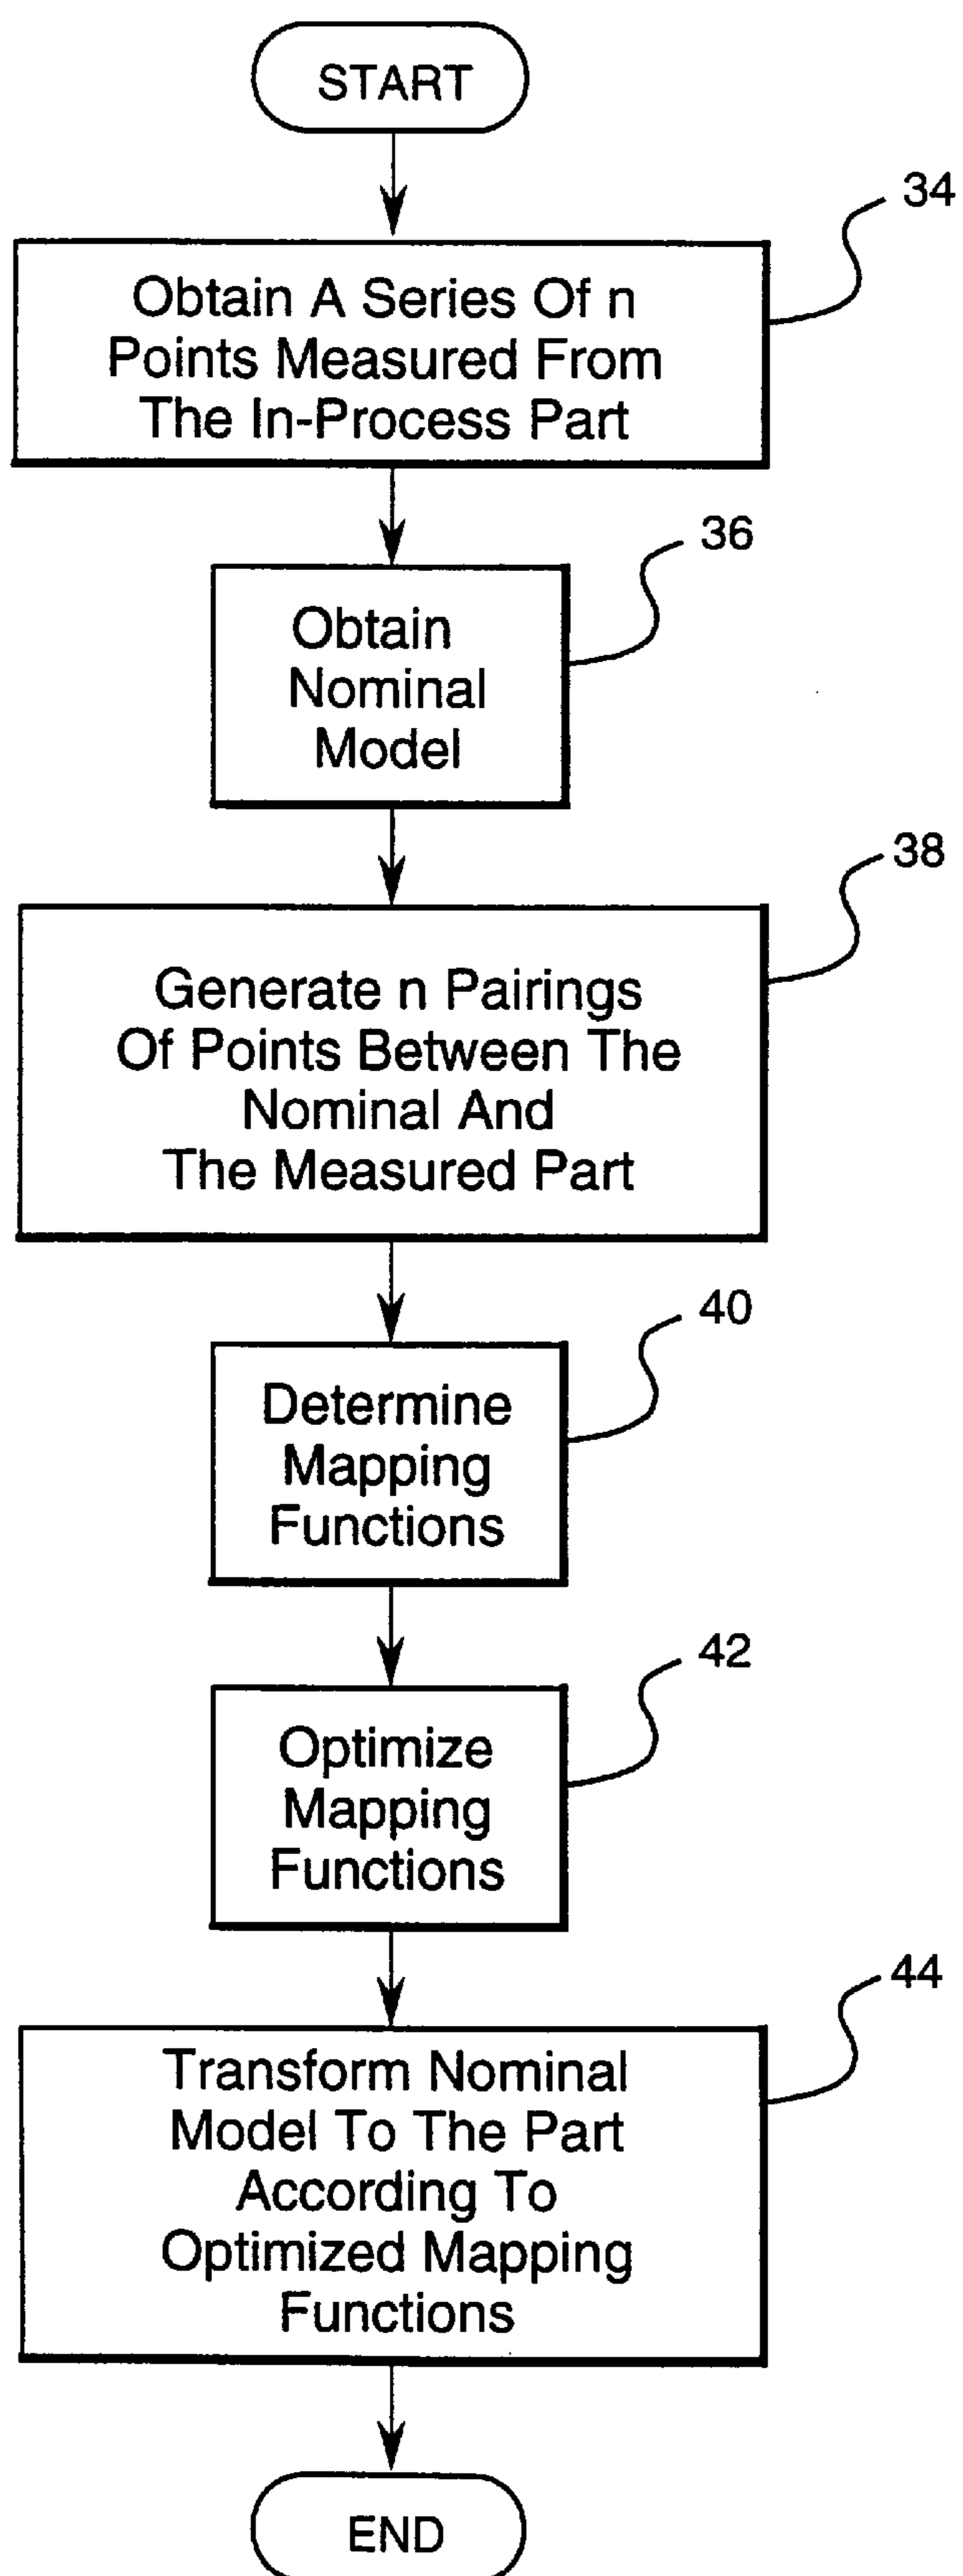 START
34
Obtain A Series Of n
Points Measured From
The In-Process Part
36
Obtain
Nominal
Model
38
Generate n Pairings
Of Points Between The
Nominal And
The Measured Part
40
Determine
Mapping
Functions
42
Optimize
Mapping
Functions
44
Transform Nominal
Model To The Part
According To
Optimized Mapping
Functions
END